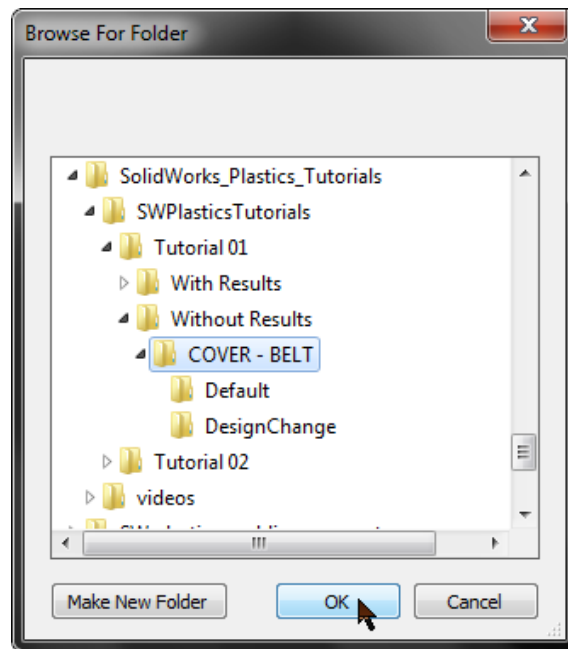 Browse For Folder
SolidWorks_Plastics_Tutorials
SWPlasticsTutorials
Tutorial 01
With Results
Without Results
COVER - BELT
Default
DesignChange
Tutorial 02
videos
Make New Folder OK Cancel